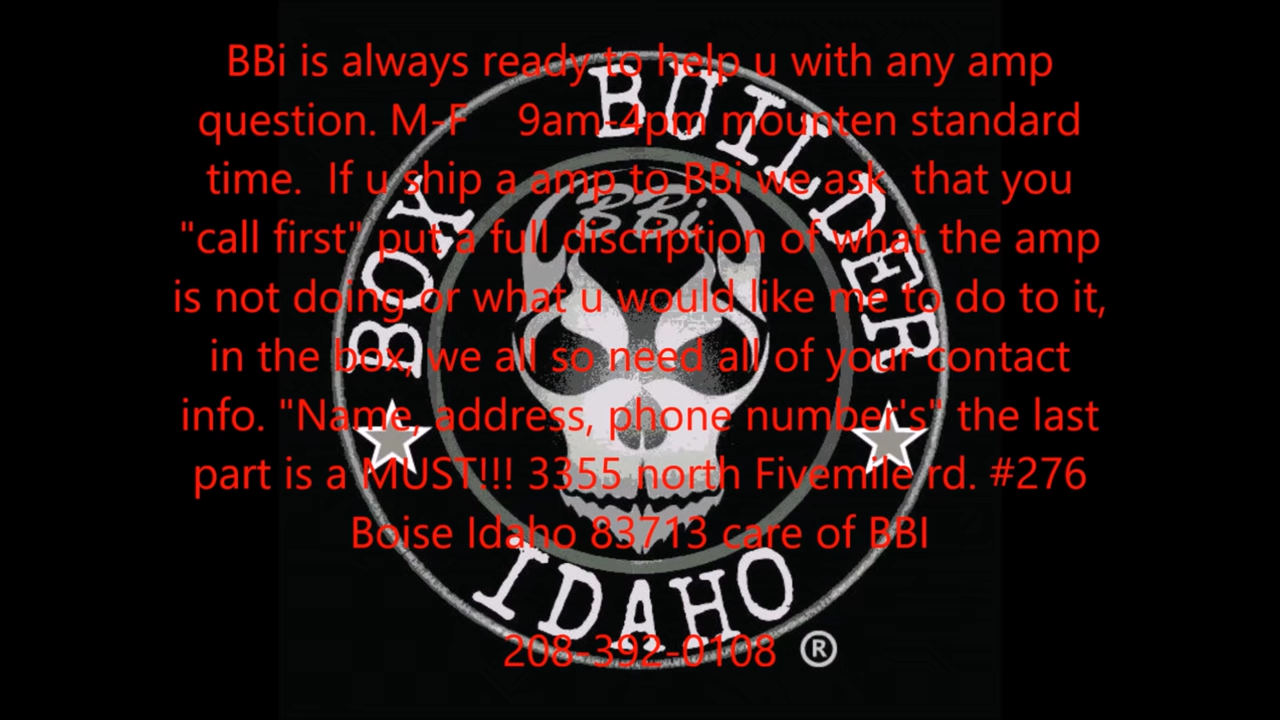 BBi is always ready to help u with any amp
question. M-F 9am-4pm mounten standard
time. If u ship a amp to BBi we ask, that you
"call first" put a full discription of what the amp
is not doing or what u would like me to do to it,
in the box, we all so need all of your contact
info. "Name, address, phone number's" the last
part is a MUST!!! 3355 north Fivemile rd. #276
Boise Idaho 83713 care of BBI
208-392-0108 ®
BOX BUILDER
BBi
IDAHO